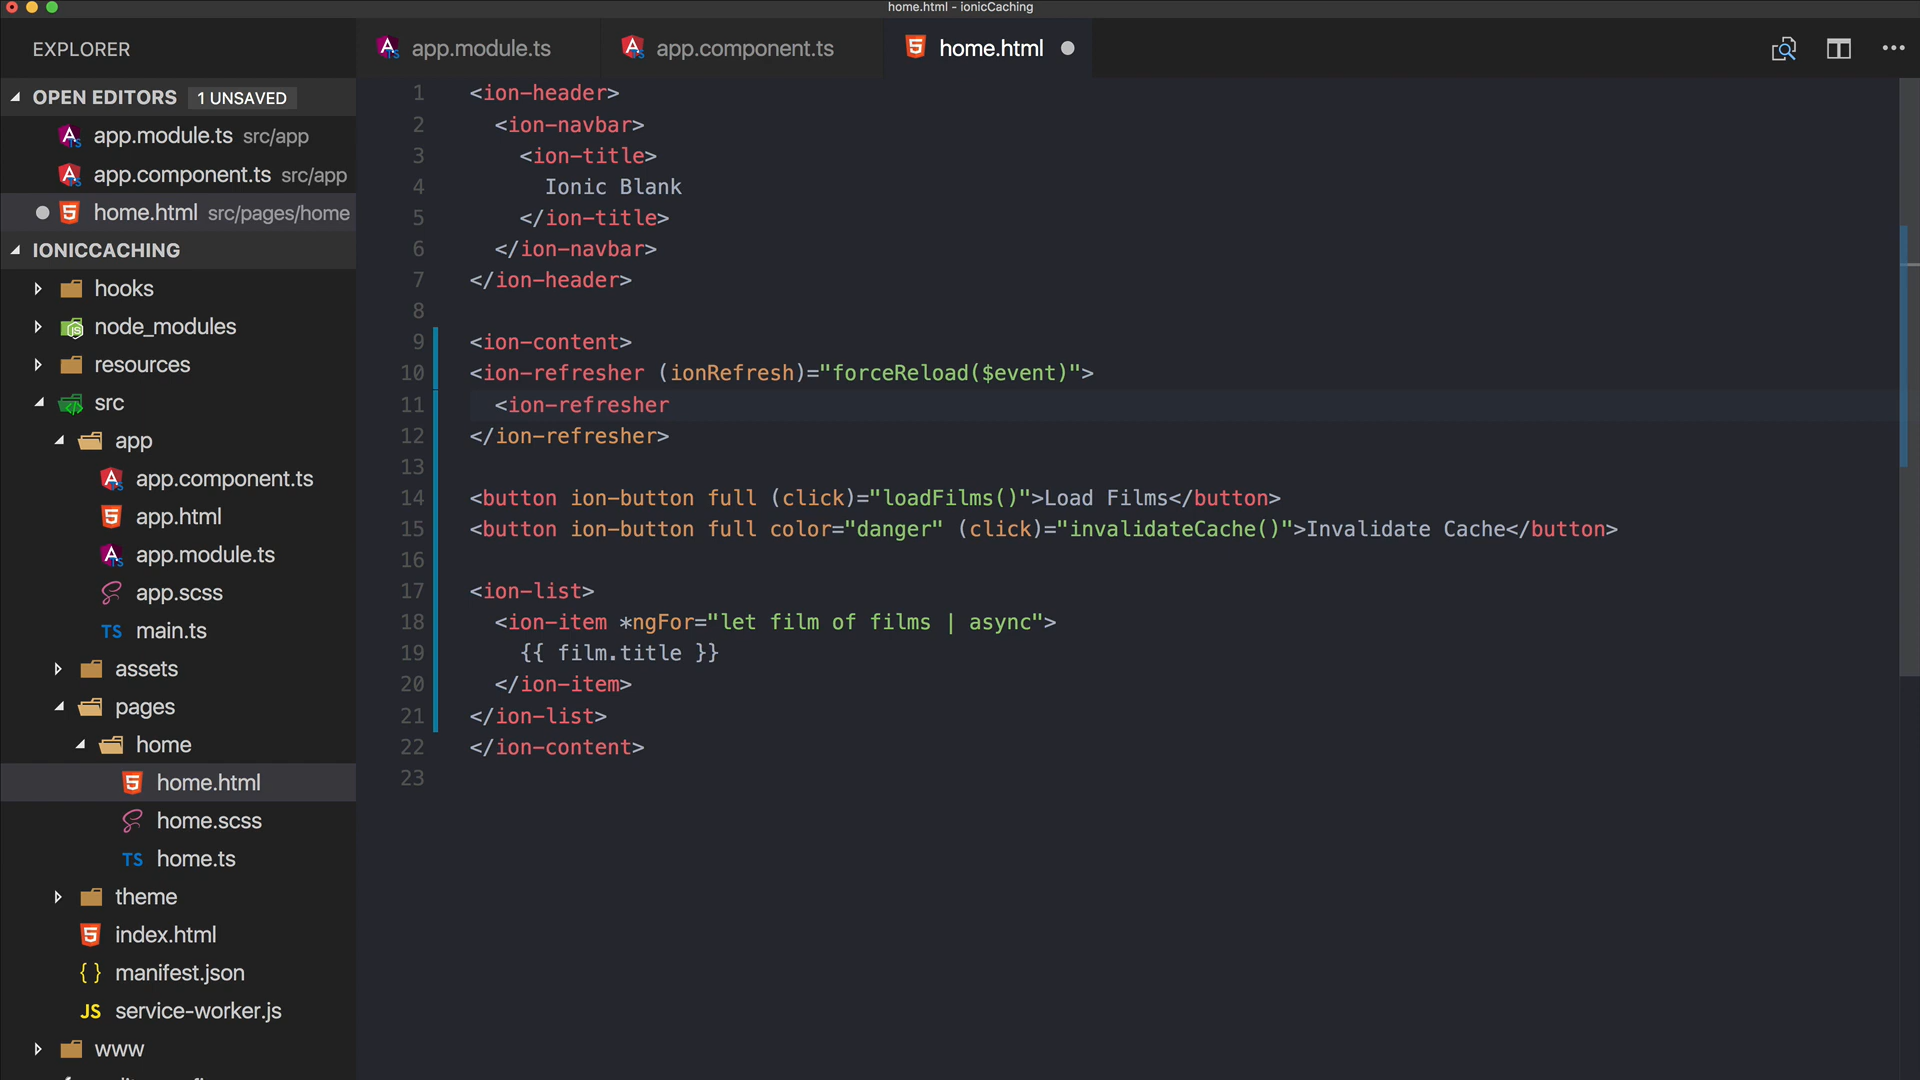 home.html - ionicCaching
EXPLORER
app.module.ts
app.component.ts
home.html
OPEN EDITORS 1 UNSAVED
app.module.ts src/app
app.component.ts src/app
home.html src/pages/home
IONICCACHING
hooks
node_modules
resources
src
app
app.component.ts
app.html
app.module.ts
app.scss
TS main.ts
assets
pages
home
home.html
home.scss
TS home.ts
theme
index.html
{ } manifest.json
JS service-worker.js
www
1 <ion-header>
2 <ion-navbar>
3 <ion-title>
4 Ionic Blank
5 </ion-title>
6 </ion-navbar>
7 </ion-header>
8
9 <ion-content>
10 <ion-refresher (ionRefresh)="forceReload($event)">
11 <ion-refresher
12 </ion-refresher>
13
14 <button ion-button full (click)="loadFilms()">Load Films</button>
15 <button ion-button full color="danger" (click)="invalidateCache()">Invalidate Cache</button>
16
17 <ion-list>
18 <ion-item *ngFor="let film of films | async">
19 {{ film.title }}
20 </ion-item>
21 </ion-list>
22 </ion-content>
23